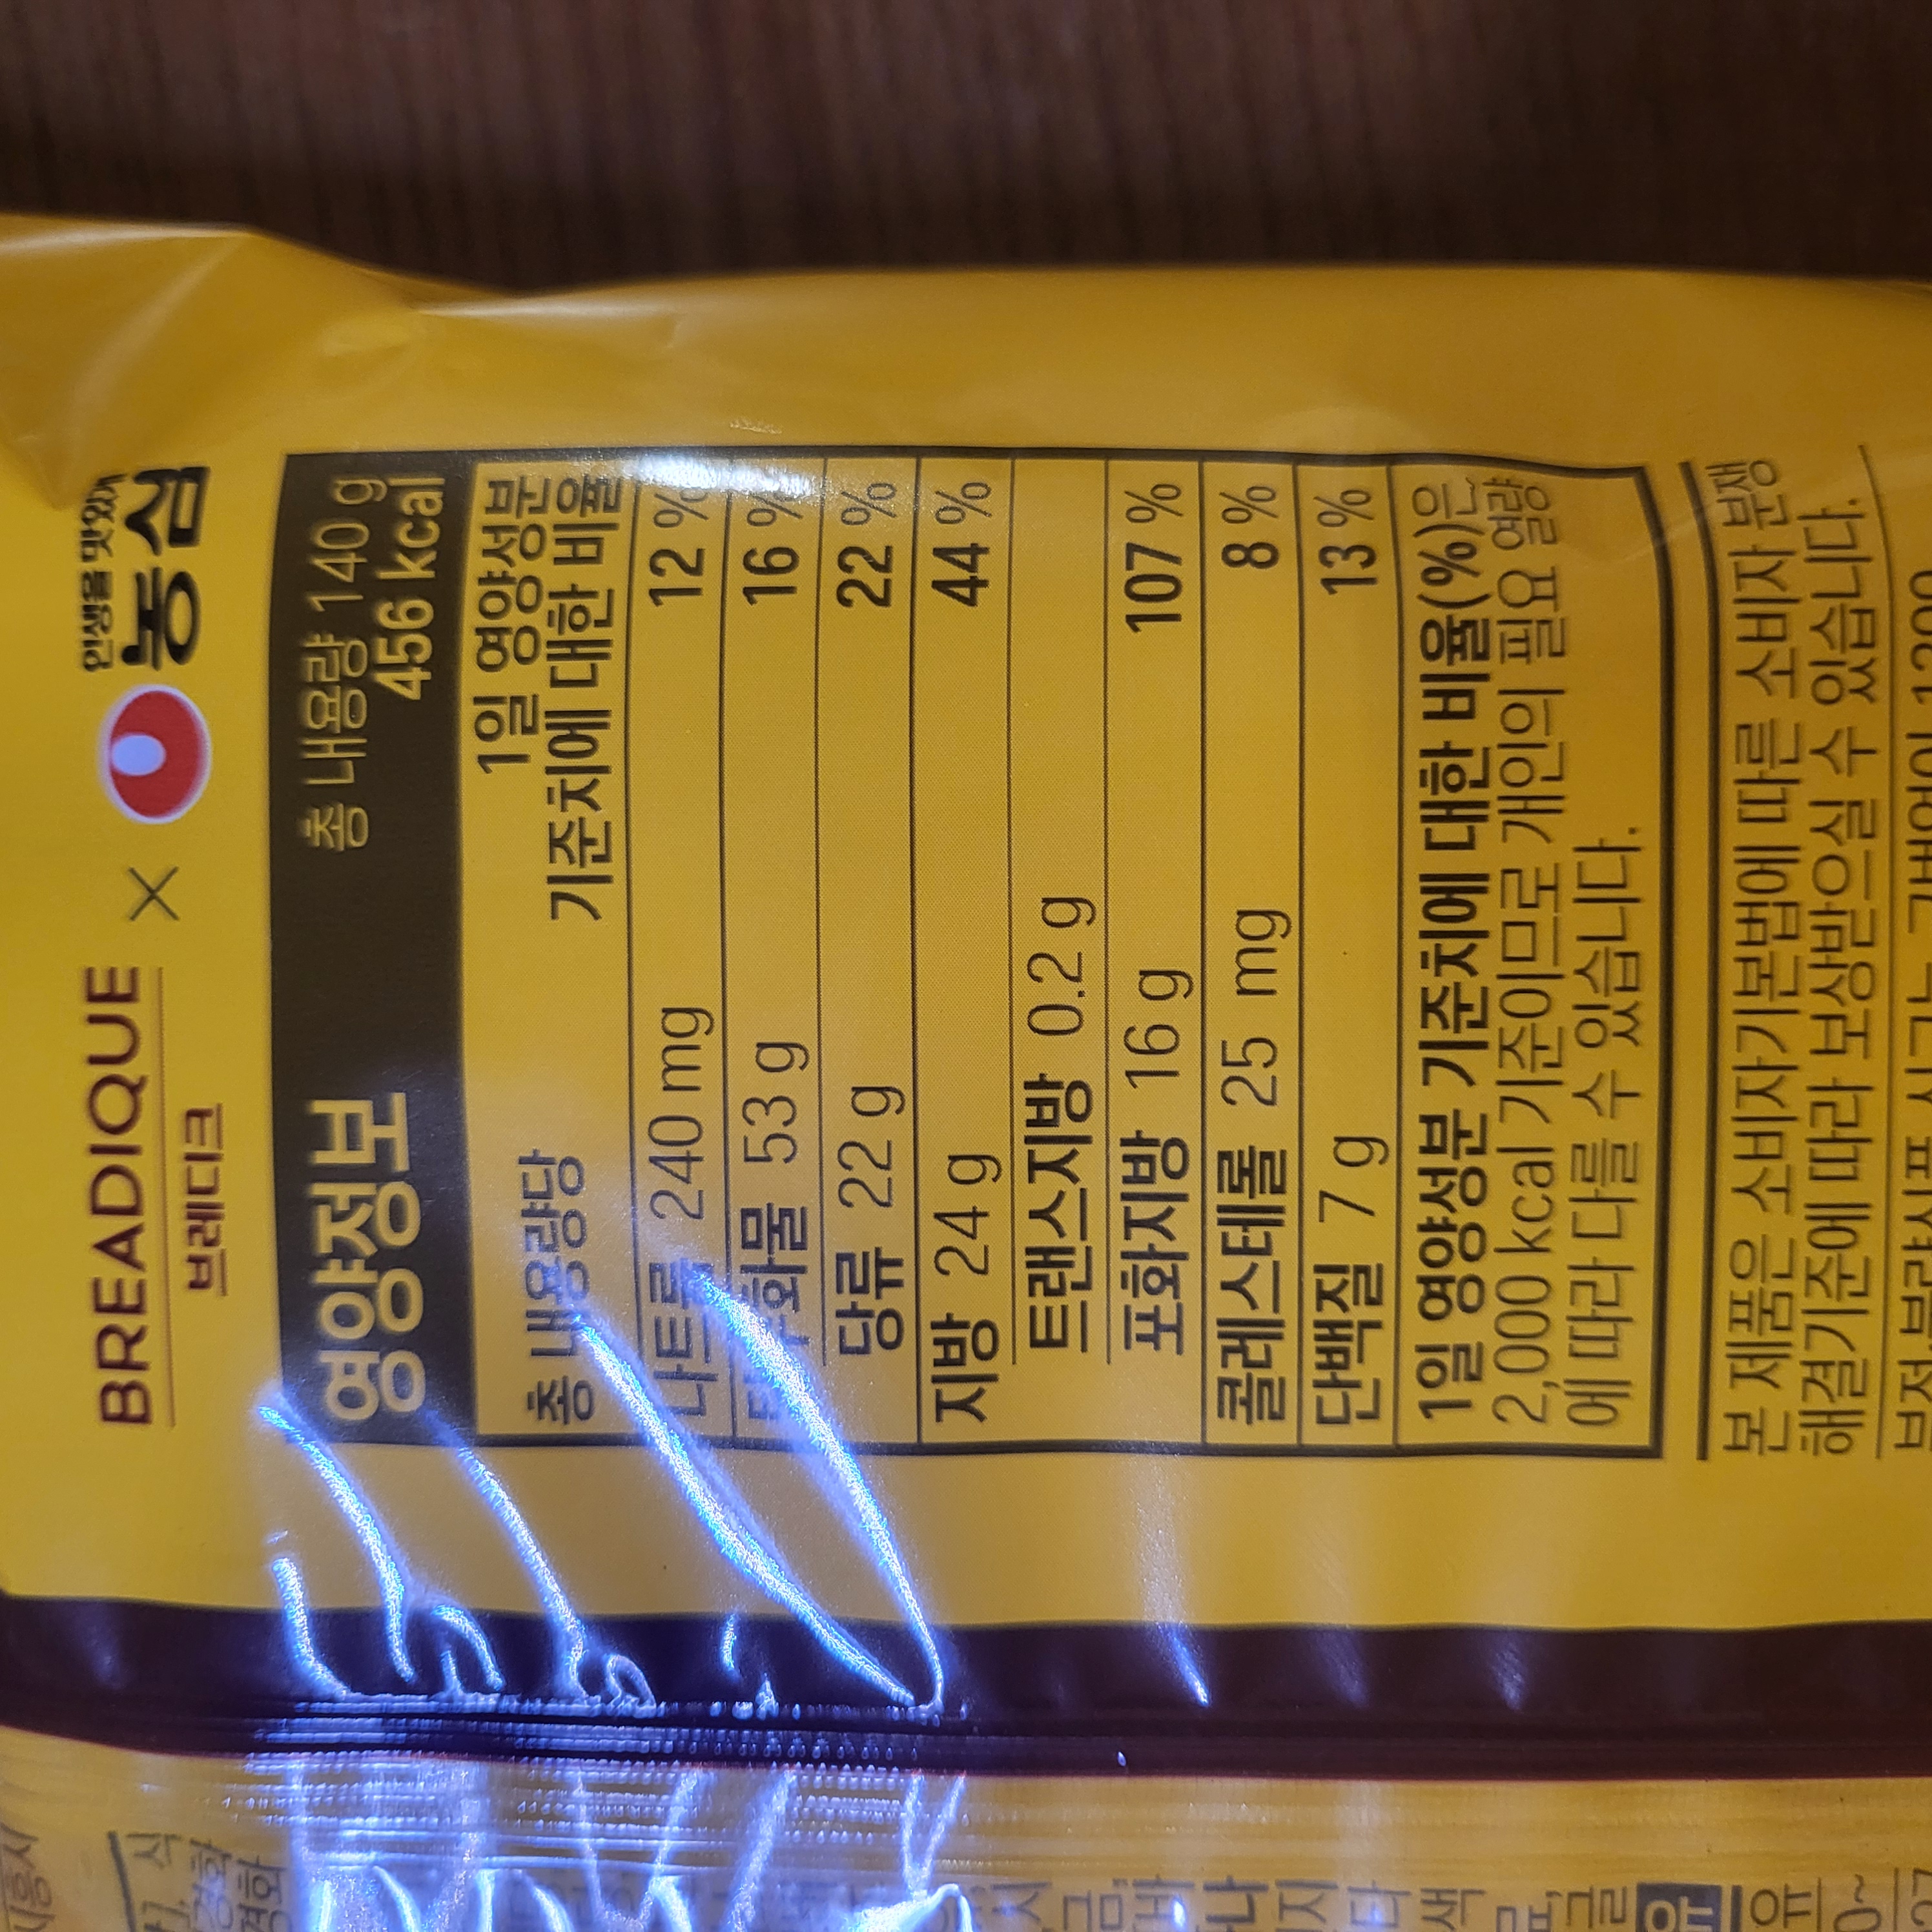 BREADIQUE
브레디크
×
인생을 맛있게
농심
영양정보
총 내용량 140 g
456 kcal
총 내용량당
1일 영양성분
기준치에 대한 비율
나트륨 240 mg 12 %
탄수화물 53 g 16 %
당류 22 g 22 %
지방 24 g 44 %
트랜스지방 0.2 g
포화지방 16 g 107 %
콜레스테롤 25 mg 8 %
단백질 7 g 13 %
1일 영양성분 기준치에 대한 비율(%)은
2,000 kcal 기준이므로 개인의 필요 열량
에 따라 다를 수 있습니다.
본 제품은 소비자기본법에 따른 소비자 분쟁
해결기준에 따라 보상받으실 수 있습니다.